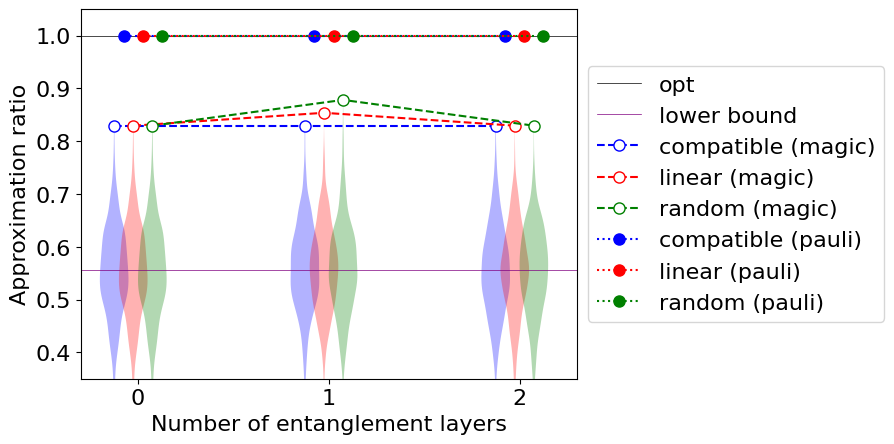 1.0
0.9
0.8
0.7
0.6
0.5
0.4
Approximation ratio
0 1 2
Number of entanglement layers
opt
lower bound
compatible (magic)
linear (magic)
random (magic)
compatible (pauli)
linear (pauli)
random (pauli)